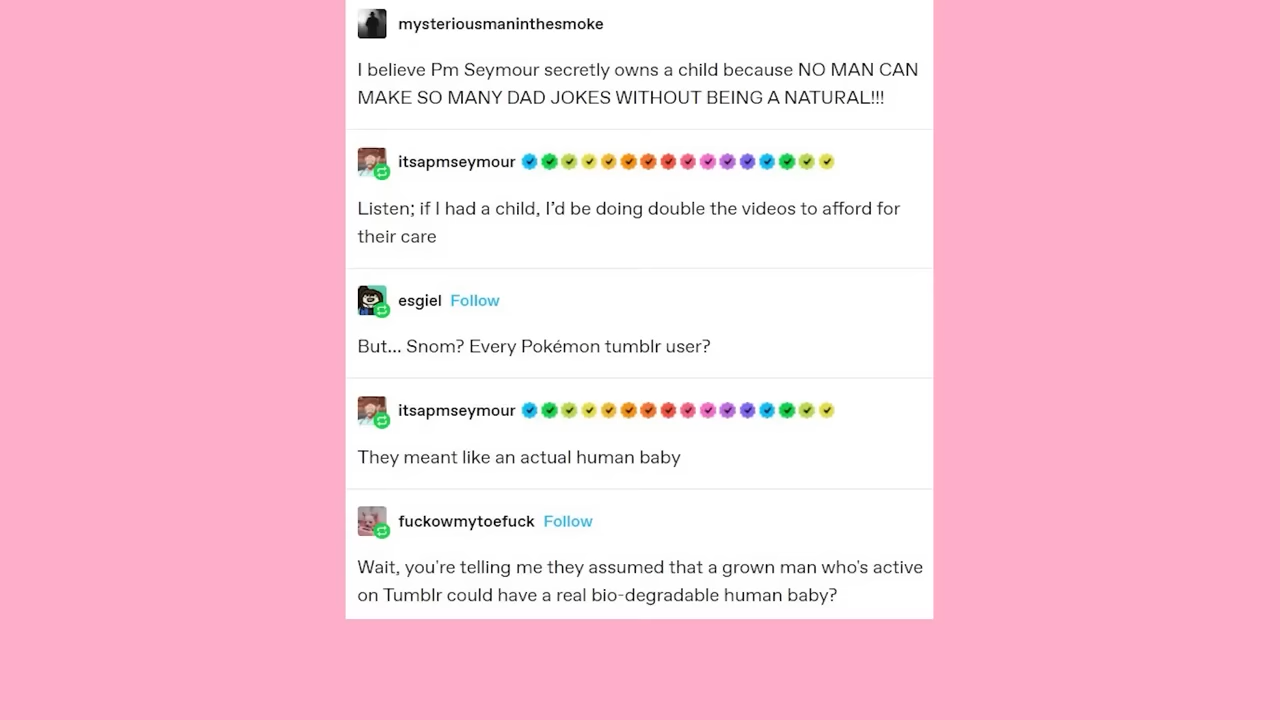 mysteriousmaninthesmoke
I believe Pm Seymour secretly owns a child because NO MAN CAN
MAKE SO MANY DAD JOKES WITHOUT BEING A NATURAL!!!
itsapmseymour
Listen; if I had a child, I’d be doing double the videos to afford for
their care
esgiel Follow
But... Snom? Every Pokémon tumblr user?
itsapmseymour
They meant like an actual human baby
fuckowmytoefuck Follow
Wait, you're telling me they assumed that a grown man who's active
on Tumblr could have a real bio-degradable human baby?